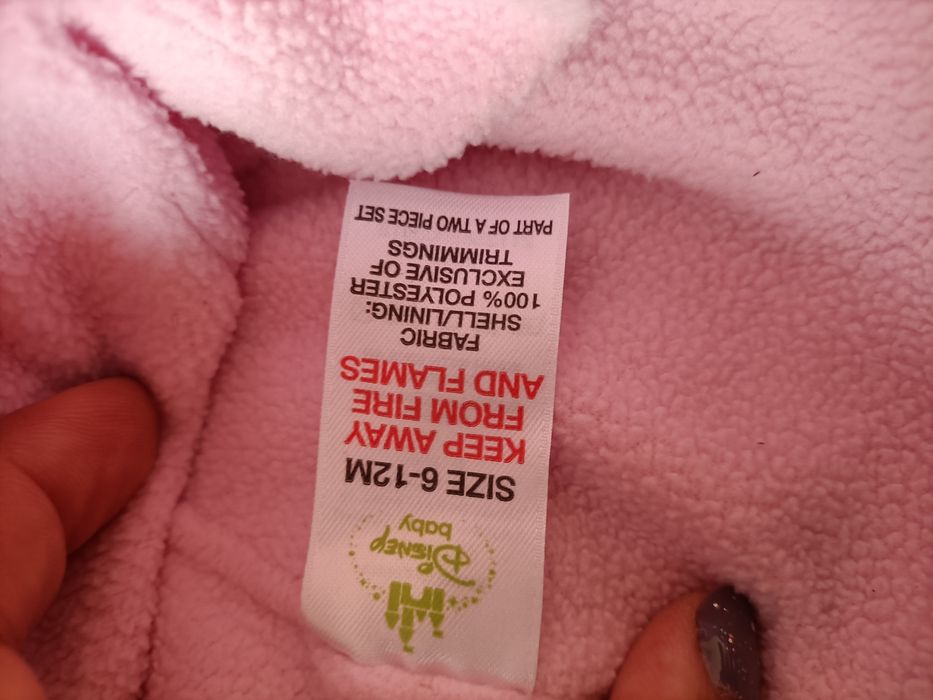 Disney
baby
SIZE 6-12M
KEEP AWAY
FROM FIRE
AND FLAMES
FABRIC
SHELL/LINING:
100% POLYESTER
EXCLUSIVE OF
TRIMMINGS
PART OF A TWO PIECE SET